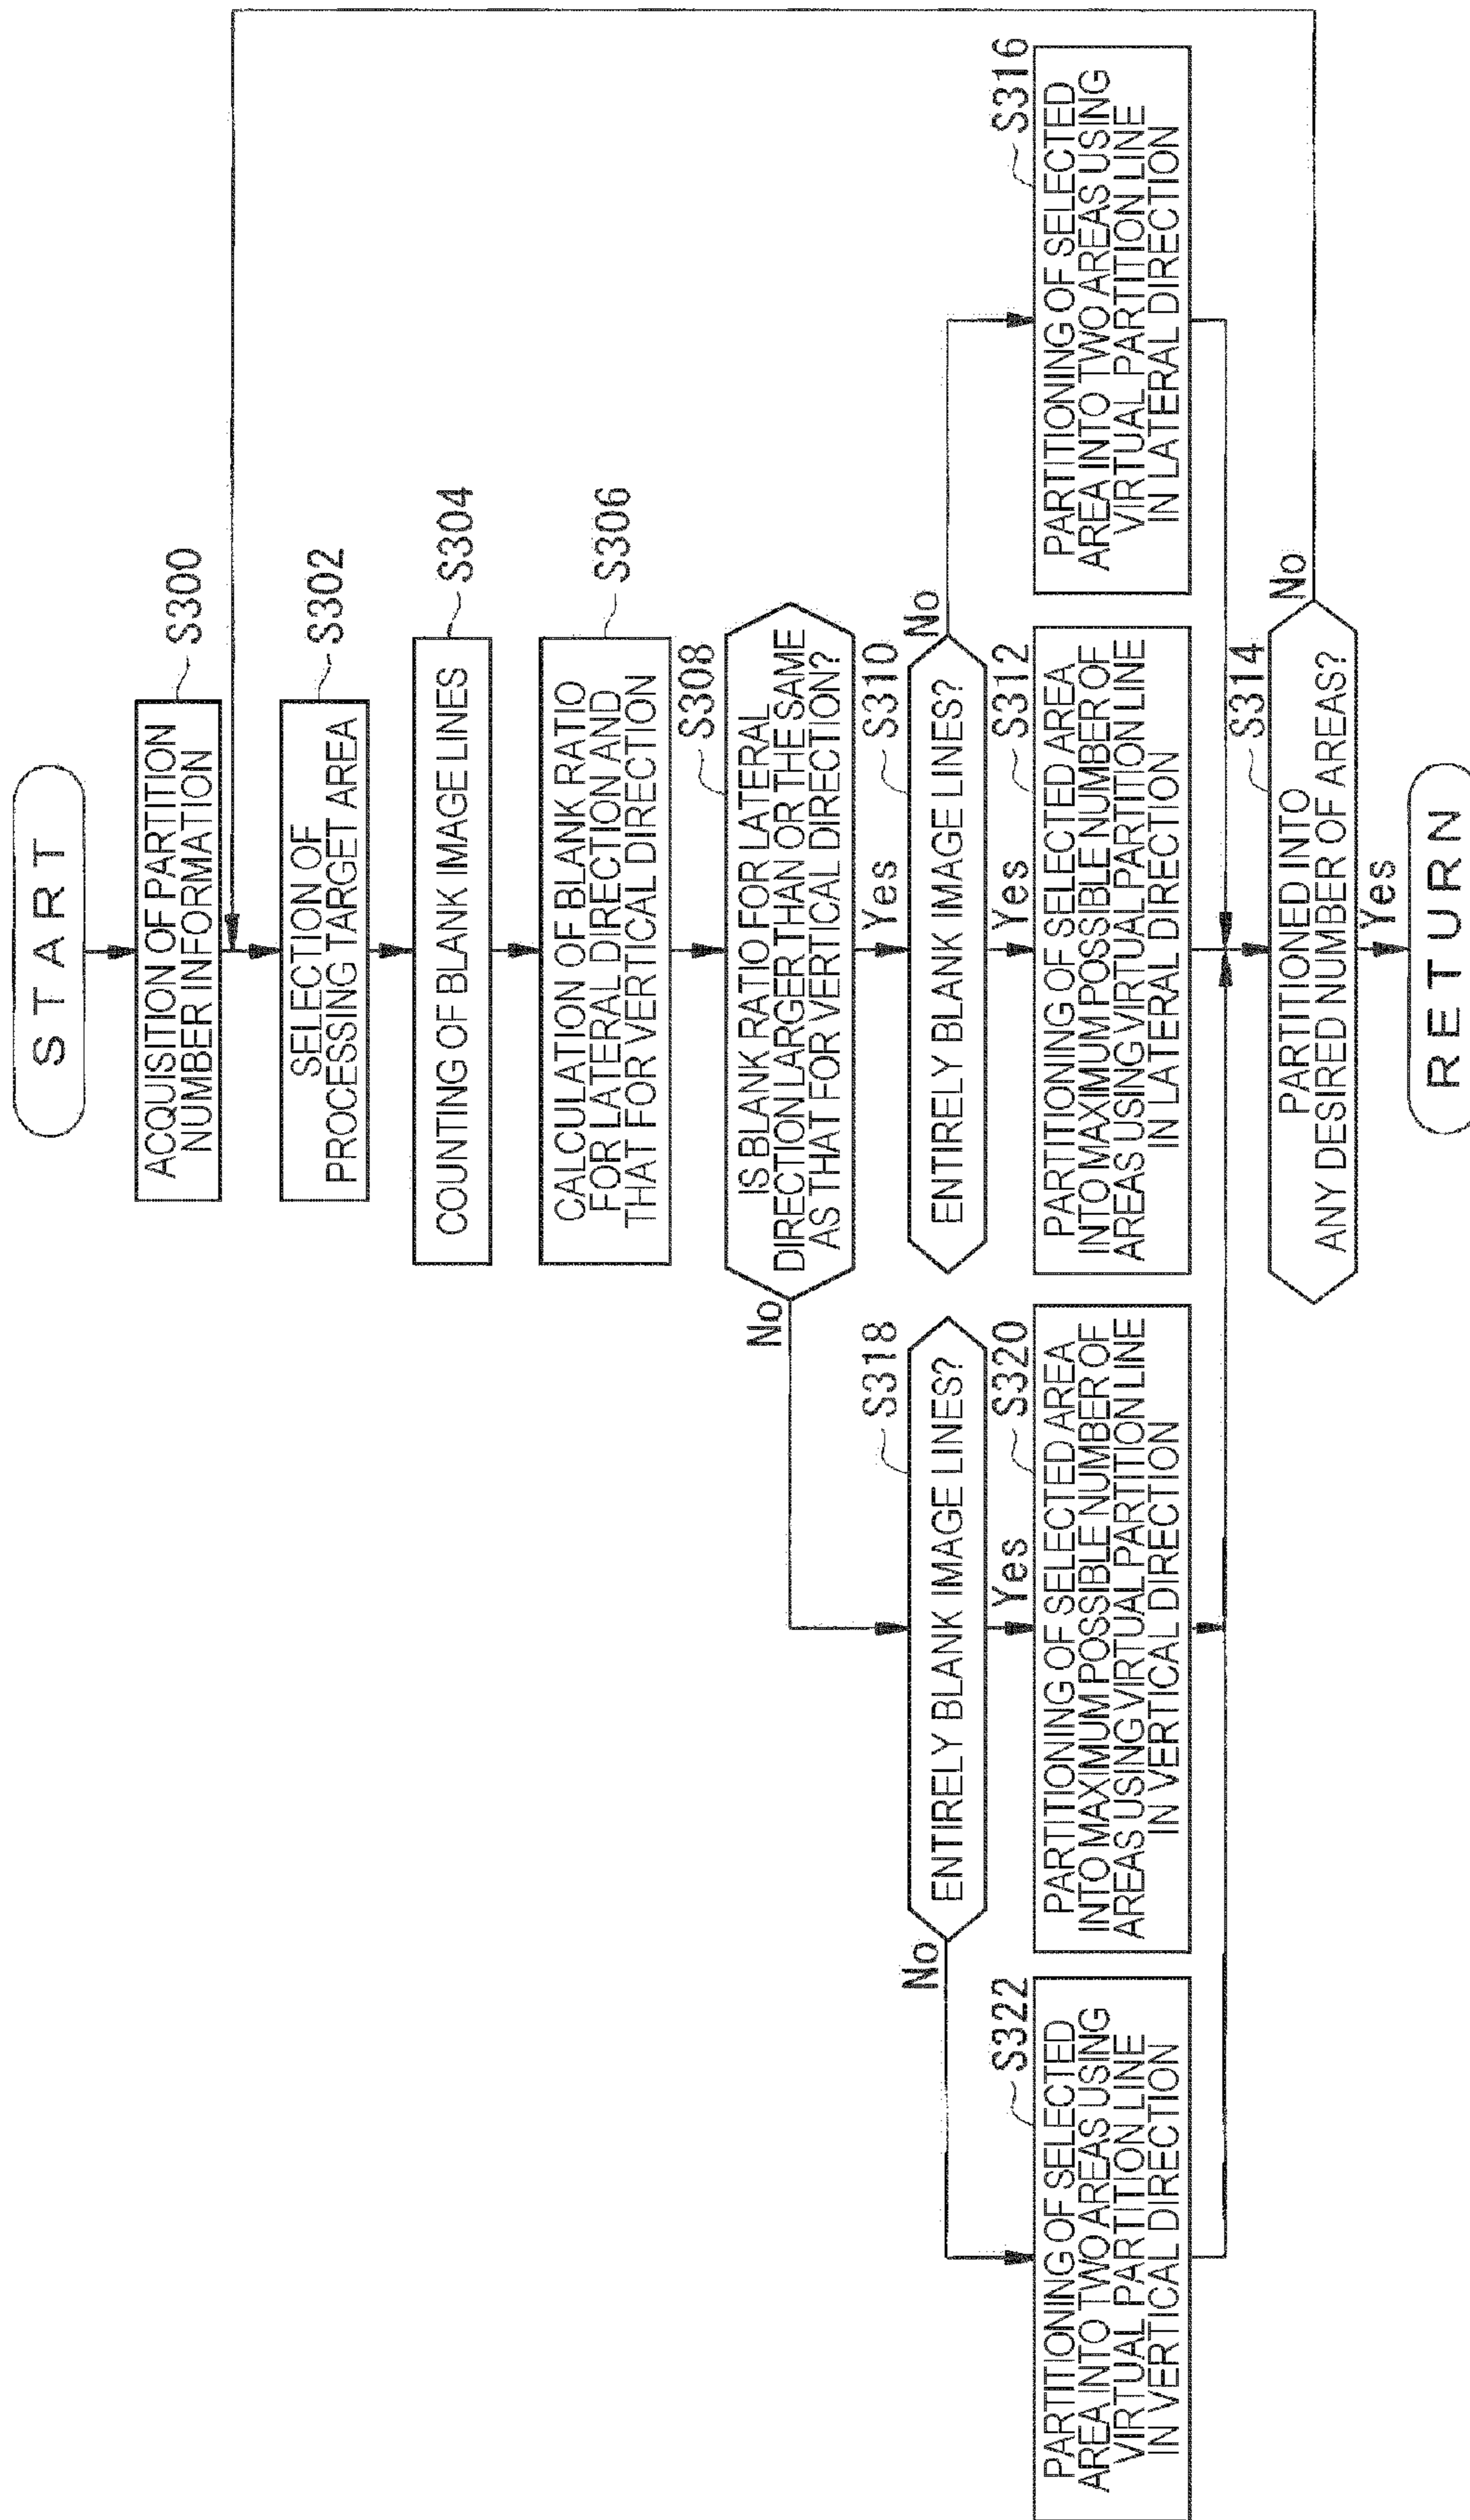 START
ACQUISITION OF PARTITION
NUMBER INFORMATION
S300
SELECTION OF
PROCESSING TARGET AREA
S302
COUNTING OF BLANK IMAGE LINES
S304
CALCULATION OF BLANK RATIO
FOR LATERAL DIRECTION AND
THAT FOR VERTICAL DIRECTION
S306
S308
IS BLANK RATIO FOR LATERAL
DIRECTION LARGER THAN OR THE SAME
AS THAT FOR VERTICAL DIRECTION?
No
Yes
S318
ENTIRELY BLANK IMAGE LINES?
No
Yes
S310
ENTIRELY BLANK IMAGE LINES?
No
Yes
S322
PARTITIONING OF SELECTED
AREA INTO TWO AREAS USING
VIRTUAL PARTITION LINE
IN VERTICAL DIRECTION
S320
PARTITIONING OF SELECTED AREA
INTO MAXIMUM POSSIBLE NUMBER OF
AREAS USING VIRTUAL PARTITION LINE
IN VERTICAL DIRECTION
S312
PARTITIONING OF SELECTED AREA
INTO MAXIMUM POSSIBLE NUMBER OF
AREAS USING VIRTUAL PARTITION LINE
IN LATERAL DIRECTION
S316
PARTITIONING OF SELECTED
AREA INTO TWO AREAS USING
VIRTUAL PARTITION LINE
IN LATERAL DIRECTION
S314
PARTITIONED INTO
ANY DESIRED NUMBER OF AREAS?
No
Yes
RETURN